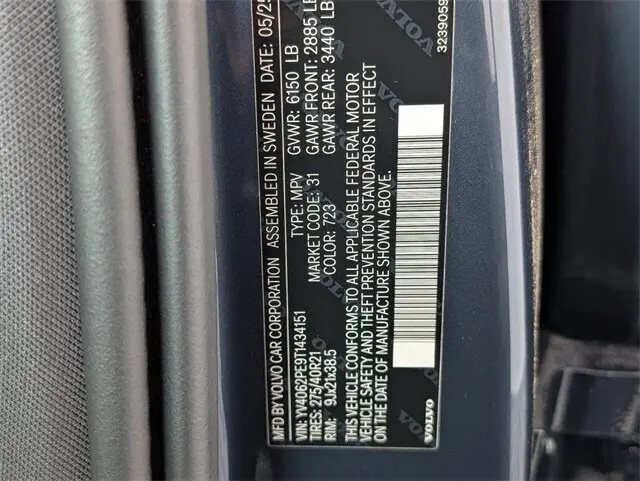 MFD BY VOLVO CAR CORPORATION ASSEMBLED IN SWEDEN DATE: 05/25
VIN: YV4062PE9T1434151 TYPE: MPV GVWR: 6150 LB
TIRES: 275/40R21 MARKET CODE: 31 GAWR FRONT: 2885 LB
RIM: 9Jx21x38.5 COLOR: 723 GAWR REAR: 3440 LB
THIS VEHICLE CONFORMS TO ALL APPLICABLE FEDERAL MOTOR
VEHICLE SAFETY AND THEFT PREVENTION STANDARDS IN EFFECT
ON THE DATE OF MANUFACTURE SHOWN ABOVE.
VOLVO
3239059